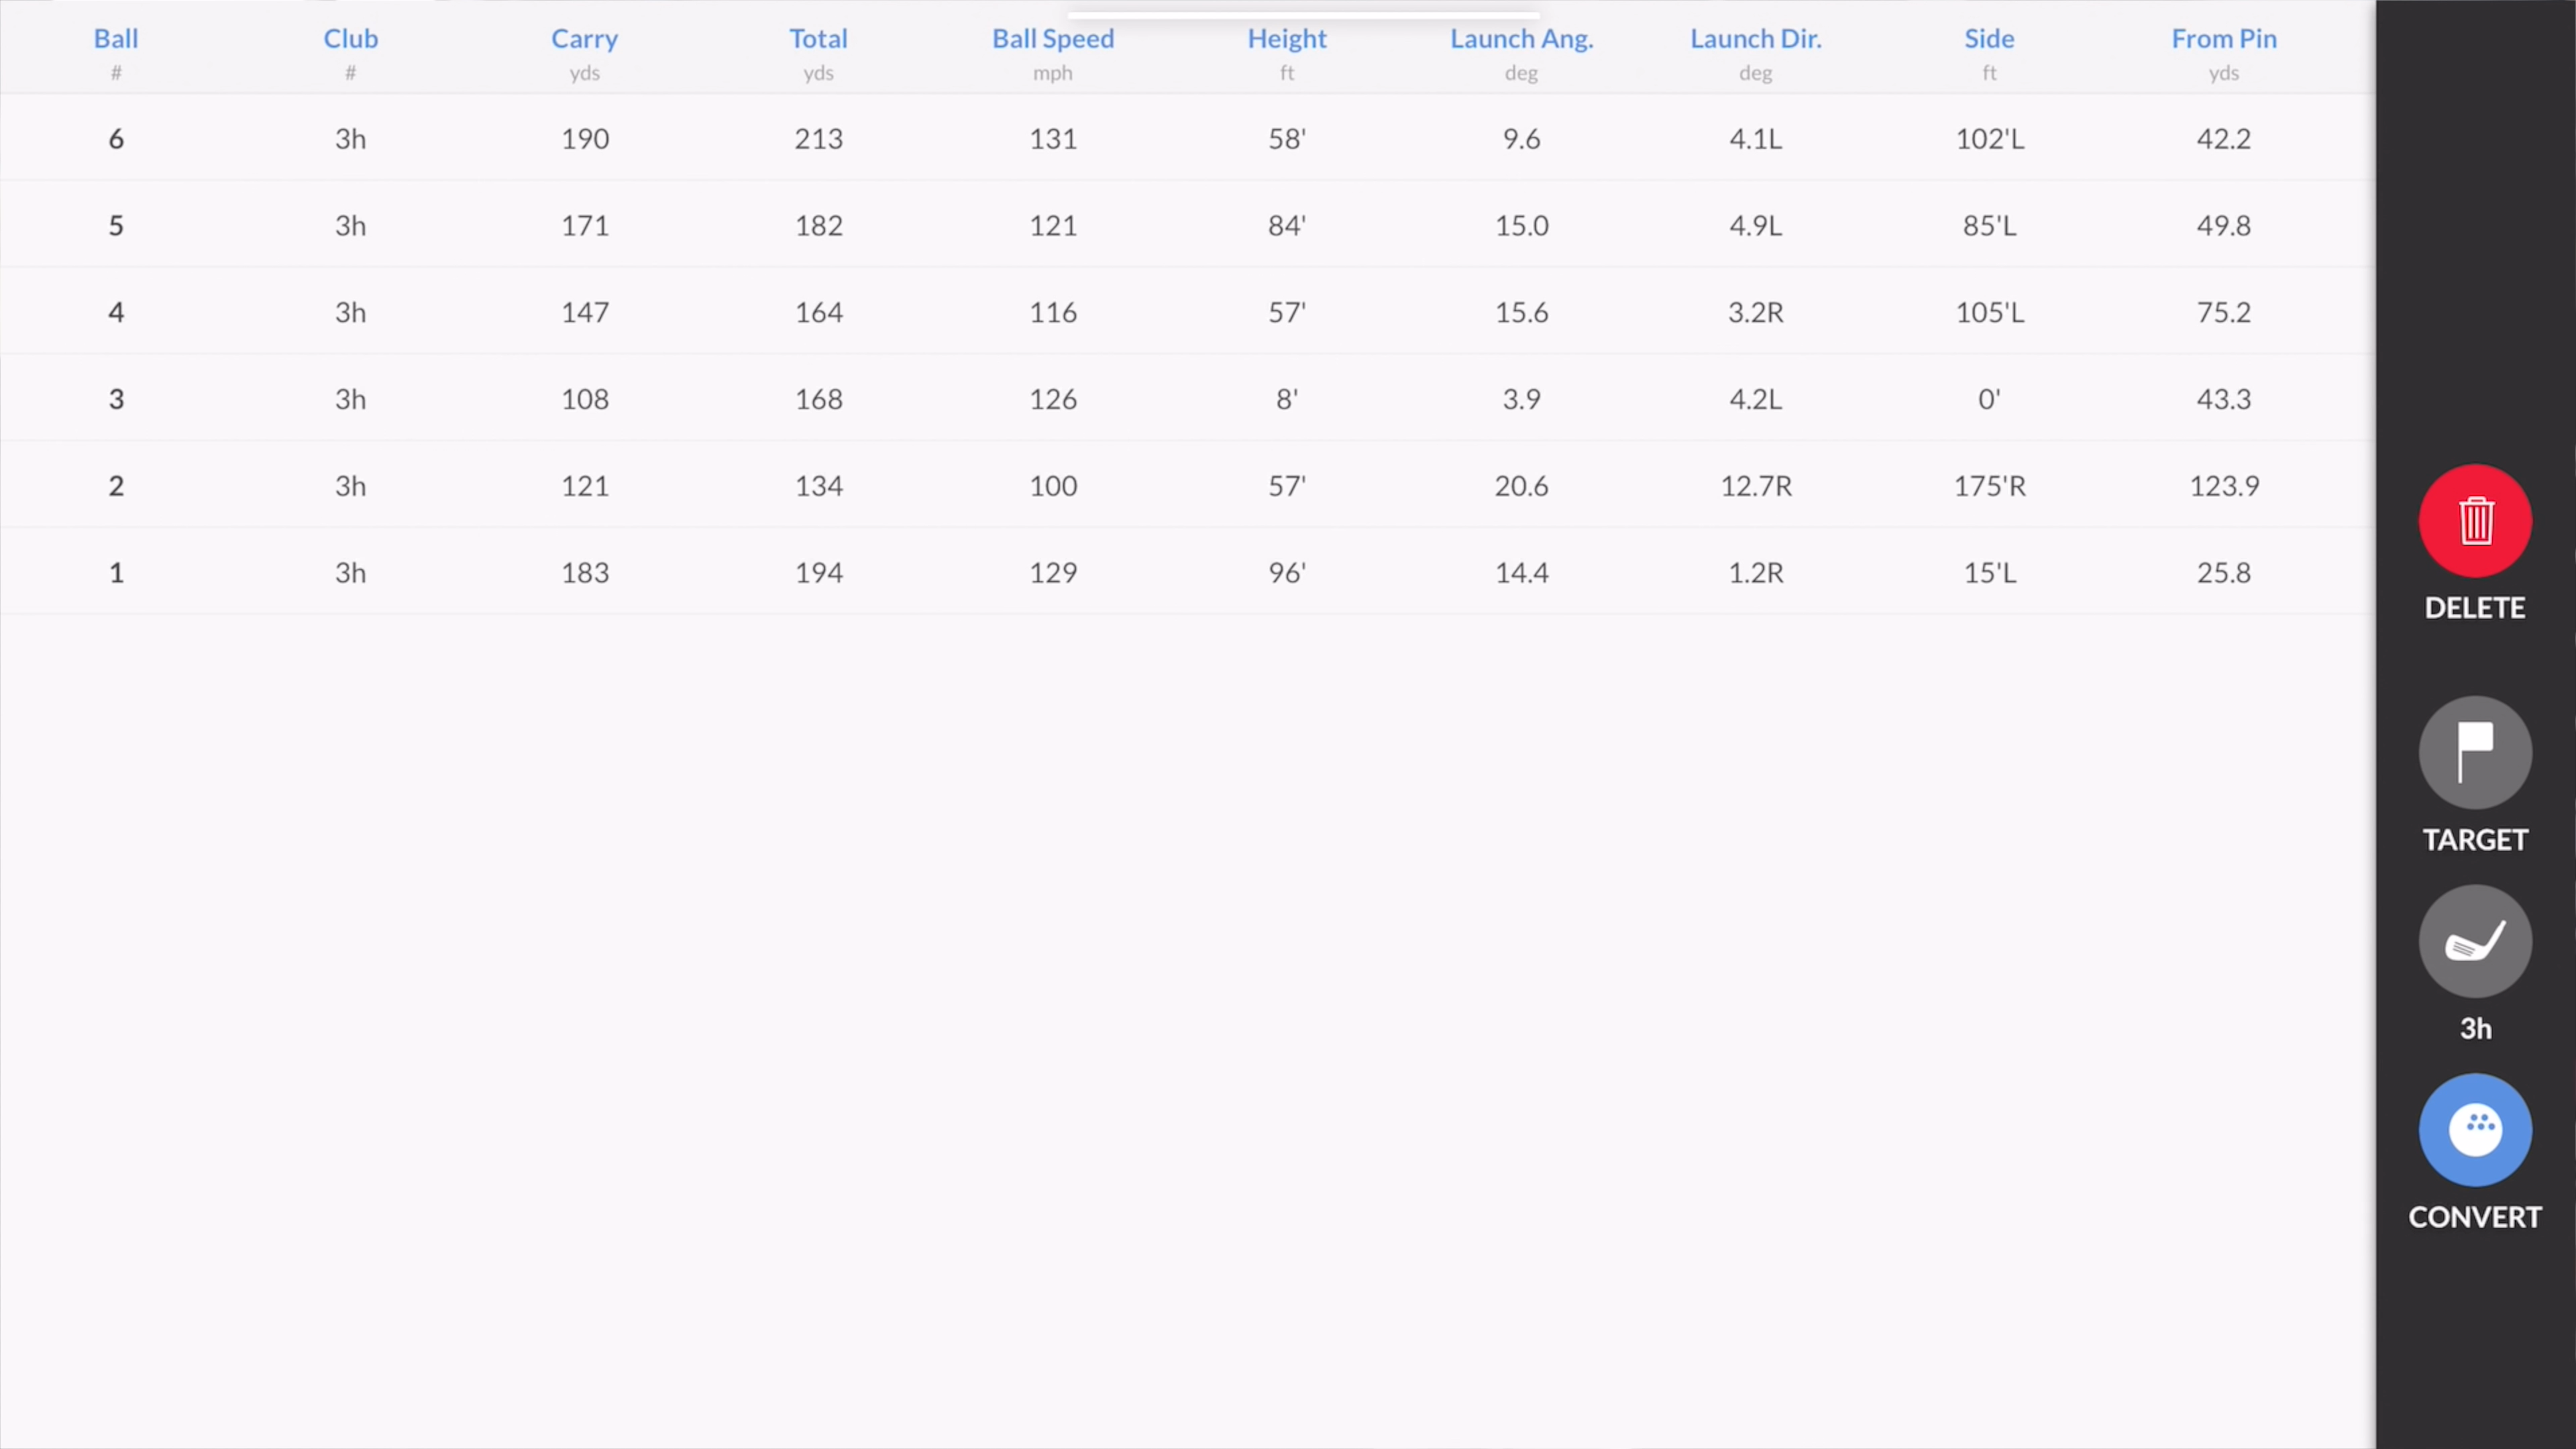 Ball Club Carry Total Ball Speed Height Launch Ang. Launch Dir. Side From Pin
# # yds yds mph ft deg deg ft yds
6 3h 190 213 131 58' 9.6 4.1L 102'L 42.2
5 3h 171 182 121 84' 15.0 4.9L 85'L 49.8
4 3h 147 164 116 57' 15.6 3.2R 105'L 75.2
3 3h 108 168 126 8' 3.9 4.2L 0' 43.3
2 3h 121 134 100 57' 20.6 12.7R 175'R 123.9
1 3h 183 194 129 96' 14.4 1.2R 15'L 25.8
DELETE
TARGET
3h
CONVERT